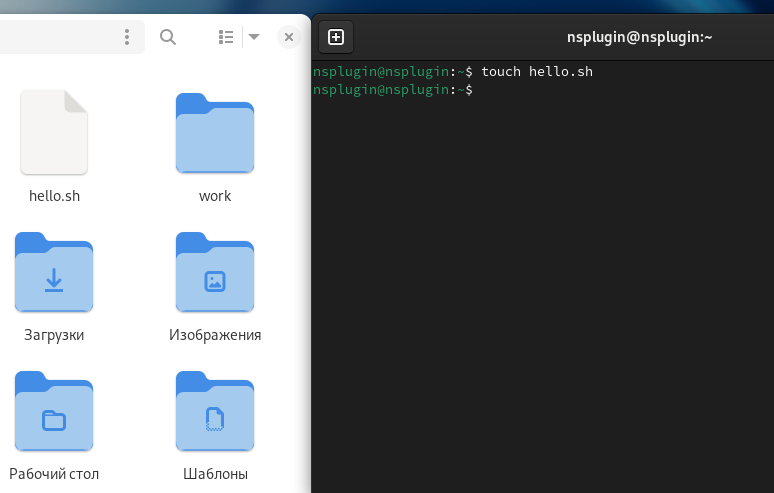 hello.sh
work
Загрузки
Изображения
Рабочий стол
Шаблоны
nsplugin@nsplugin:~
nsplugin@nsplugin:~$ touch hello.sh
nsplugin@nsplugin:~$